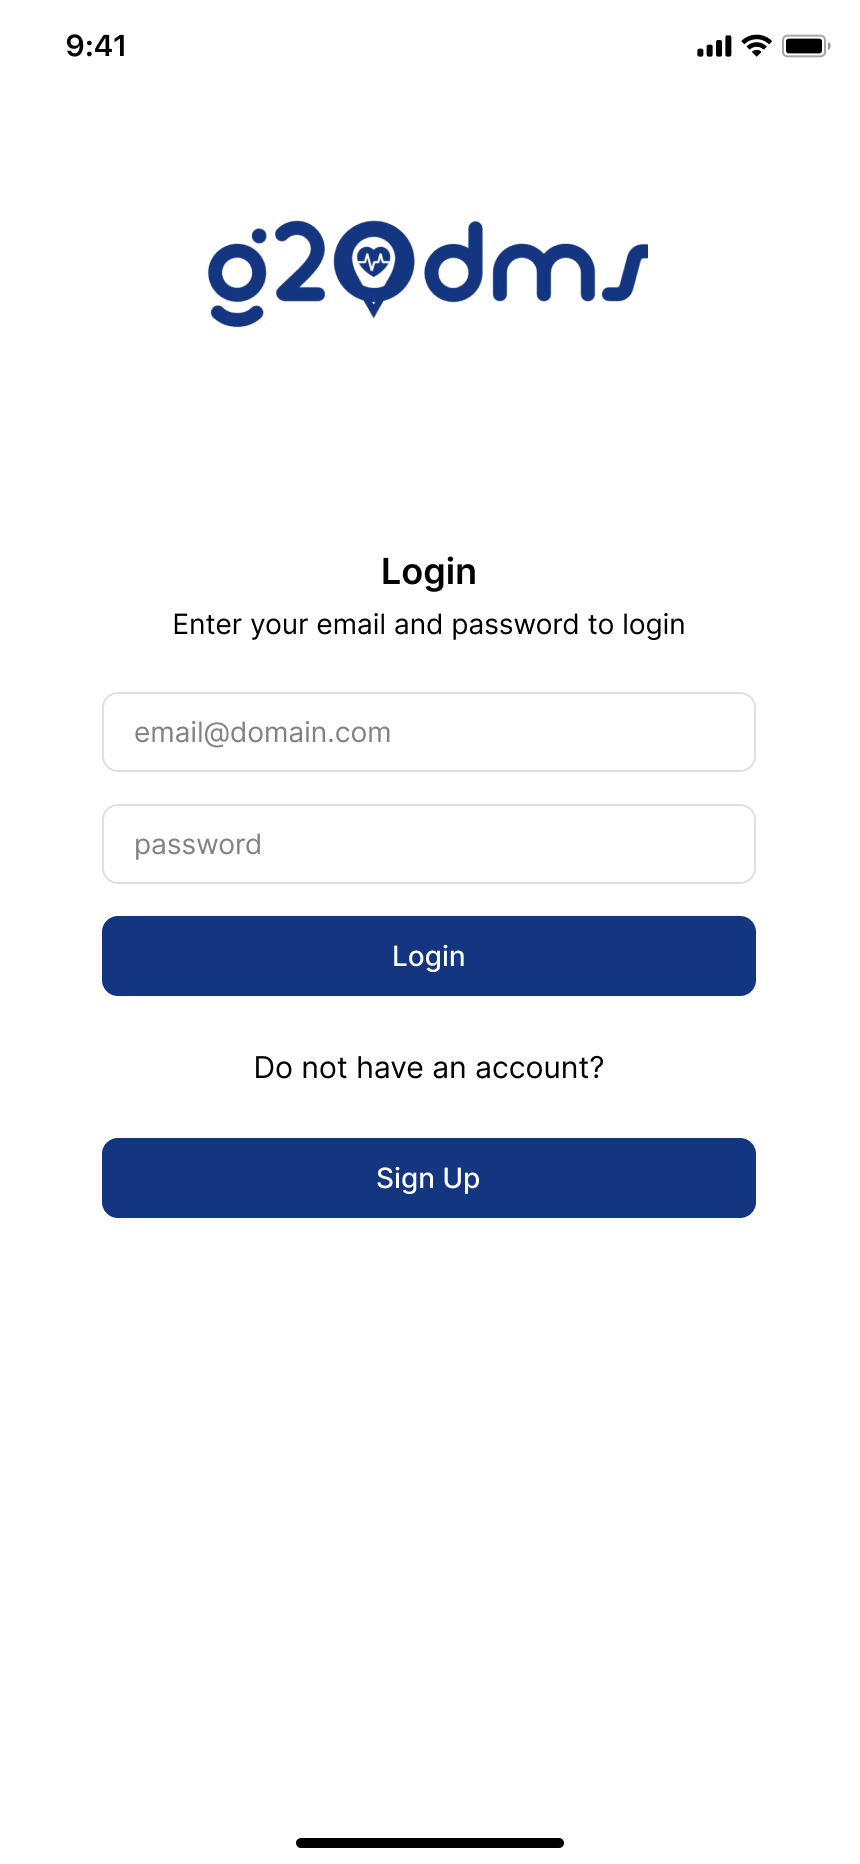 9:41
g20dms
Login
Enter your email and password to login
email@domain.com
password
Login
Do not have an account?
Sign Up